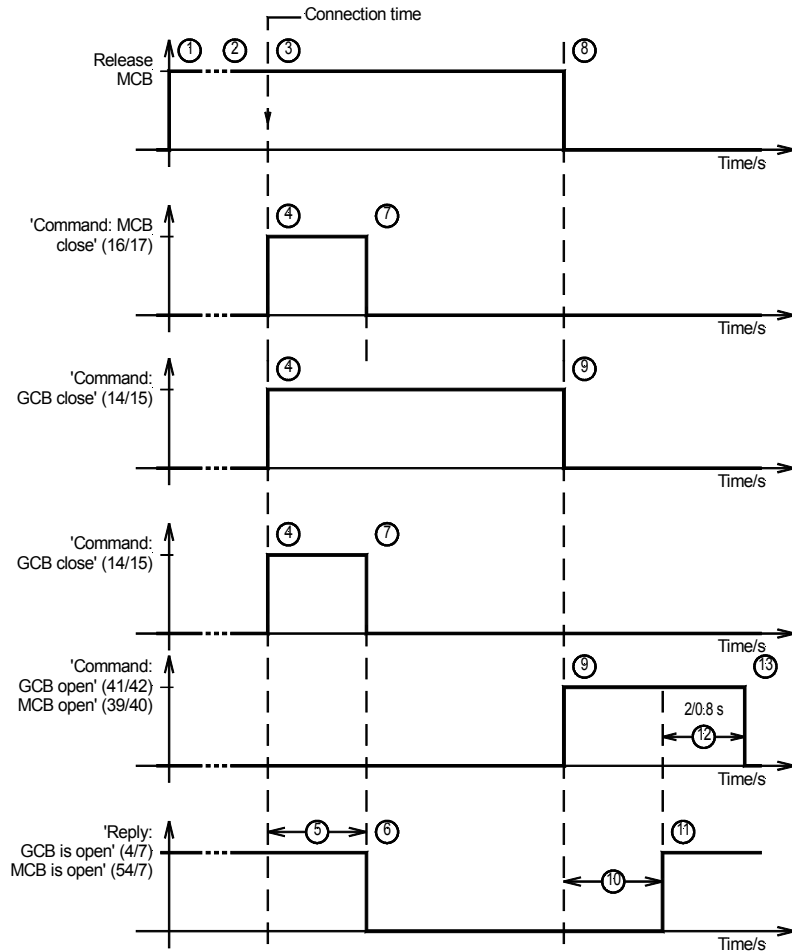 Connection time
Release
MCB
1
2
3
8
Time/s
'Command: MCB
close' (16/17)
4
7
Time/s
'Command:
GCB close' (14/15)
4
9
Time/s
'Command:
GCB close' (14/15)
4
7
Time/s
'Command:
GCB open' (41/42)
MCB open' (39/40)
9
13
2/0.8 s
12
Time/s
'Reply:
GCB is open' (4/7)
MCB is open' (54/7)
5
6
11
10
Time/s